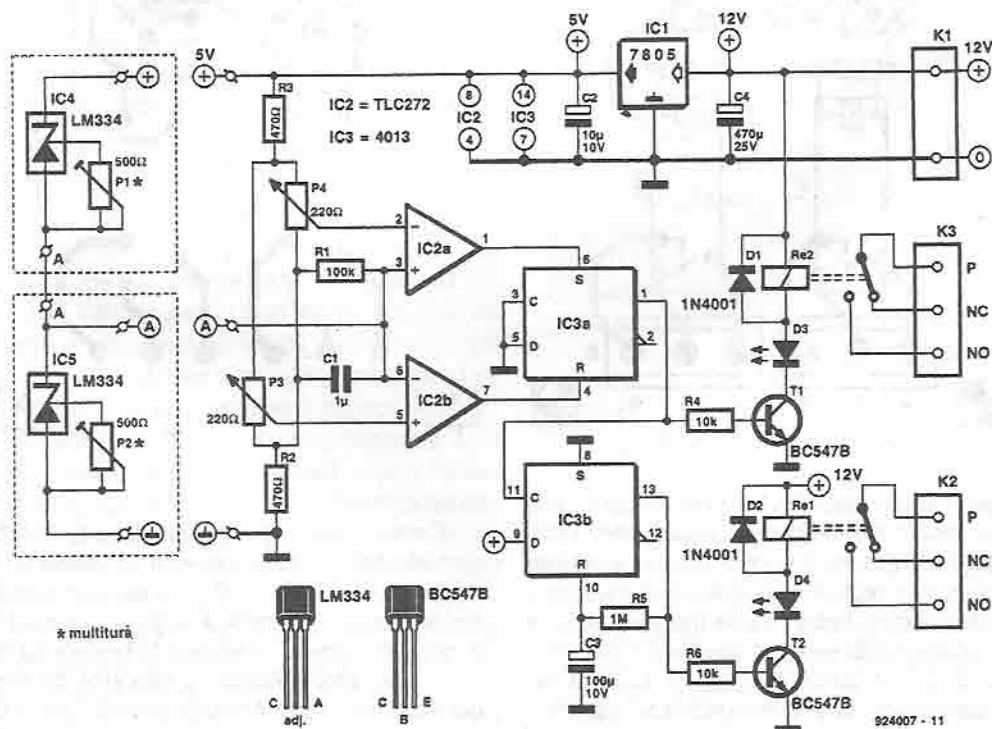 5V
12V
IC1
7805
K1
12V
+
0
IC4
LM334
500Ω
P1*
A
A
A
IC5
LM334
500Ω
P2*
5V
+
R3
470Ω
IC2 = TLC272
IC3 = 4013
8
14
IC2
IC3
4
7
C2
10µ
10V
C4
470µ
25V
P4
220Ω
R1
100k
2
3
IC2a
1
A
C1
1µ
P3
220Ω
6
5
IC2b
7
R2
470Ω
S
3
C
5
D
IC3a
1
2
R
4
D1
1N4001
Re2
D3
K3
P
NC
NO
R4
10k
T1
BC547B
8
S
11
C
9
D
IC3b
13
12
R
10
R5
1M
C3
100µ
10V
12V
D2
1N4001
Re1
D4
K2
P
NC
NO
R6
10k
T2
BC547B
* multitura
LM334
C
A
adj.
BC547B
C
E
B
924007 - 11